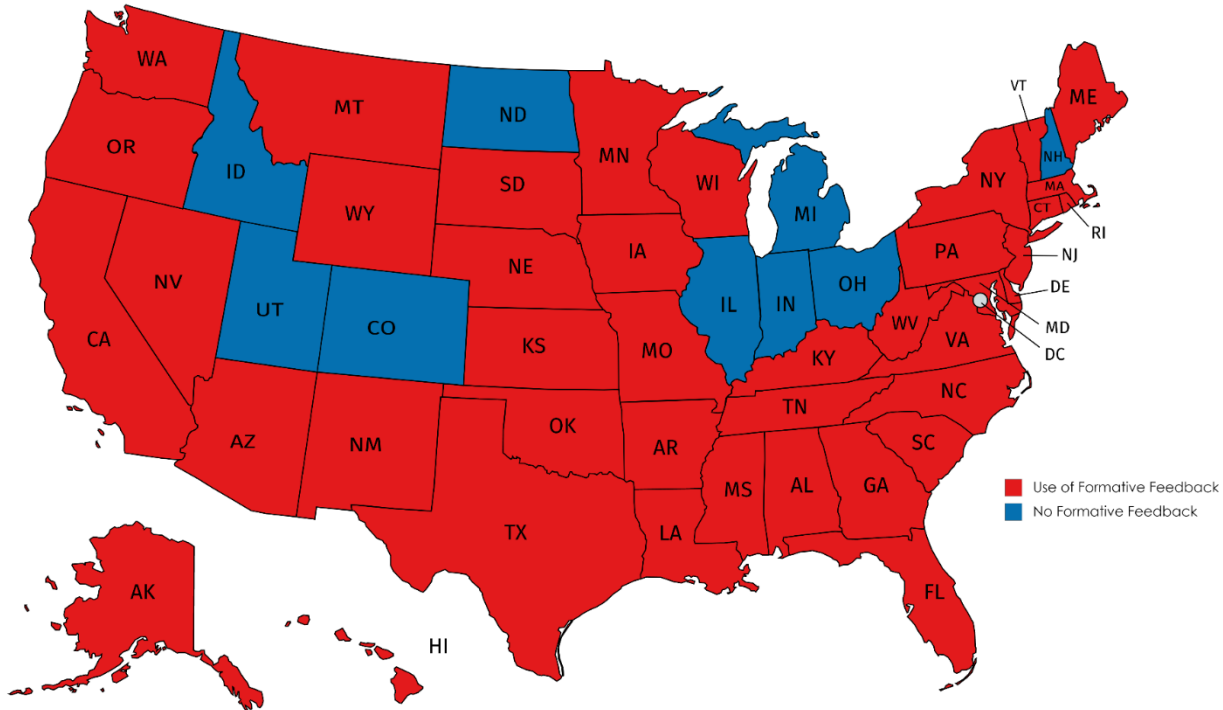 WA
MT
ND
MN
VT
ME
OR
ID
SD
WI
NY
NH
MA
WY
MI
CT
RI
IA
PA
NJ
NV
NE
OH
DE
UT
IL
IN
CO
WV
MD
CA
KS
MO
VA
KY
DC
NC
TN
AZ
NM
OK
AR
SC
MS
AL
GA
Use of Formative Feedback
No Formative Feedback
TX
LA
AK
FL
HI